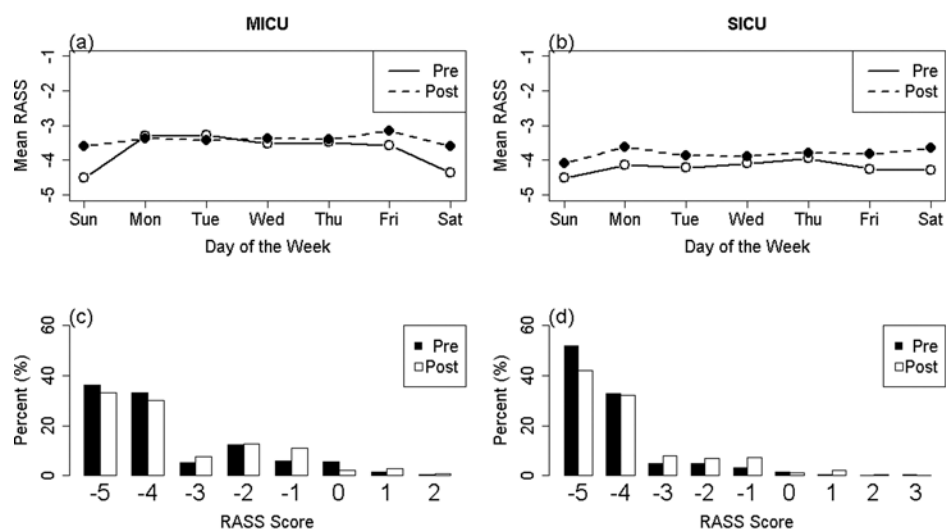 MICU
(a)
Pre
Post
Mean RASS
-1
-2
-3
-4
-5
Sun Mon Tue Wed Thu Fri Sat
Day of the Week
SICU
(b)
Pre
Post
Mean RASS
-1
-2
-3
-4
-5
Sun Mon Tue Wed Thu Fri Sat
Day of the Week
(c)
Pre
Post
Percent (%)
60
40
20
0
-5 -4 -3 -2 -1 0 1 2
RASS Score
(d)
Pre
Post
Percent (%)
60
40
20
0
-5 -4 -3 -2 -1 0 1 2 3
RASS Score